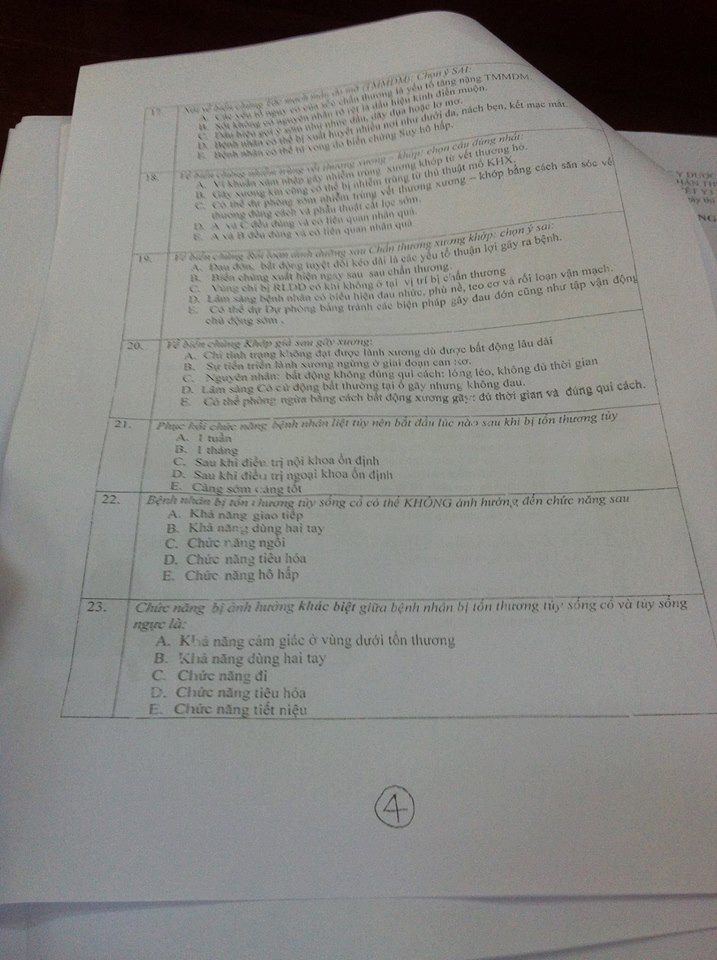 17. Nói về biến chứng Tắc mạch máu do mỡ (TMMDM): Chọn ý SAI:
A. Các yếu tố nguy cơ của sốc chấn thương là yếu tố tăng nặng TMMDM.
B. Sốt không có nguyên nhân rõ rệt là dấu hiệu kinh điển muộn.
C. Dấu hiệu gợi ý sớm như nhức đầu, dãy dụa hoặc lơ mơ.
D. Bệnh nhân có thể bị xuất huyết nhiều nơi như dưới da, nách bẹn, kết mạc mắt.
E. Bệnh nhân có thể tử vong do biến chứng Suy hô hấp.
18. Về biến chứng nhiễm trùng vết thương xương – khớp: chọn câu đúng nhất:
A. Vi khuẩn xâm nhập gây nhiễm trùng xương khớp từ vết thương hở.
B. Gãy xương kín cũng có thể bị nhiễm trùng từ thủ thuật mổ KHX.
C. Có thể dự phòng sớm nhiễm trùng vết thương xương – khớp bằng cách săn sóc vết
thương đúng cách và phẫu thuật cắt lọc sớm.
D. A và C đều đúng và có liên quan nhân quả.
E. A và B đều đúng và có liên quan nhân quả
19. Về biến chứng Rối loạn dinh dưỡng sau Chấn thương xương khớp: chọn ý sai:
A. Đau đớn, bất động tuyệt đối kéo dài là các yếu tố thuận lợi gây ra bệnh.
B. Biến chứng xuất hiện ngay sau sau chấn thương.
C. Vùng chi bị RLDD có khi không ở tại vị trí bị chấn thương
D. Lâm sàng bệnh nhân có biểu hiện đau nhức, phù nề, teo cơ và rối loạn vận mạch.
E. Có thể dự Dự phòng bằng tránh các biện pháp gây đau đớn cũng như tập vận động
chủ động sớm .
20. Về biến chứng Khớp giả sau gãy xương:
A. Chỉ tình trạng không đạt được lành xương dù được bất động lâu dài
B. Sự tiến triển lành xương ngừng ở giai đoạn can xơ.
C. Nguyên nhân: bất động không đúng qui cách: lỏng lẻo, không đủ thời gian
D. Lâm sàng Có cử động bất thường tại ổ gãy nhưng không đau.
E. Có thể phòng ngừa bằng cách bất động xương gãy: đủ thời gian và đúng qui cách.
21. Phục hồi chức năng bệnh nhân liệt tủy nên bắt đầu lúc nào sau khi bị tổn thương tủy
A. 1 tuần
B. 1 tháng
C. Sau khi điều trị nội khoa ổn định
D. Sau khi điều trị ngoại khoa ổn định
E. Càng sớm càng tốt
22. Bệnh nhân bị tổn thương tủy sống cổ có thể KHÔNG ảnh hưởng đến chức năng sau
A. Khả năng giao tiếp
B. Khả năng dùng hai tay
C. Chức năng ngồi
D. Chức năng tiêu hóa
E. Chức năng hô hấp
23. Chức năng bị ảnh hưởng khác biệt giữa bệnh nhân bị tổn thương tủy sống cổ và tủy sống
ngực là:
A. Khả năng cảm giác ở vùng dưới tổn thương
B. Khả năng dùng hai tay
C. Chức năng đi
D. Chức năng tiêu hóa
E. Chức năng tiết niệu
4